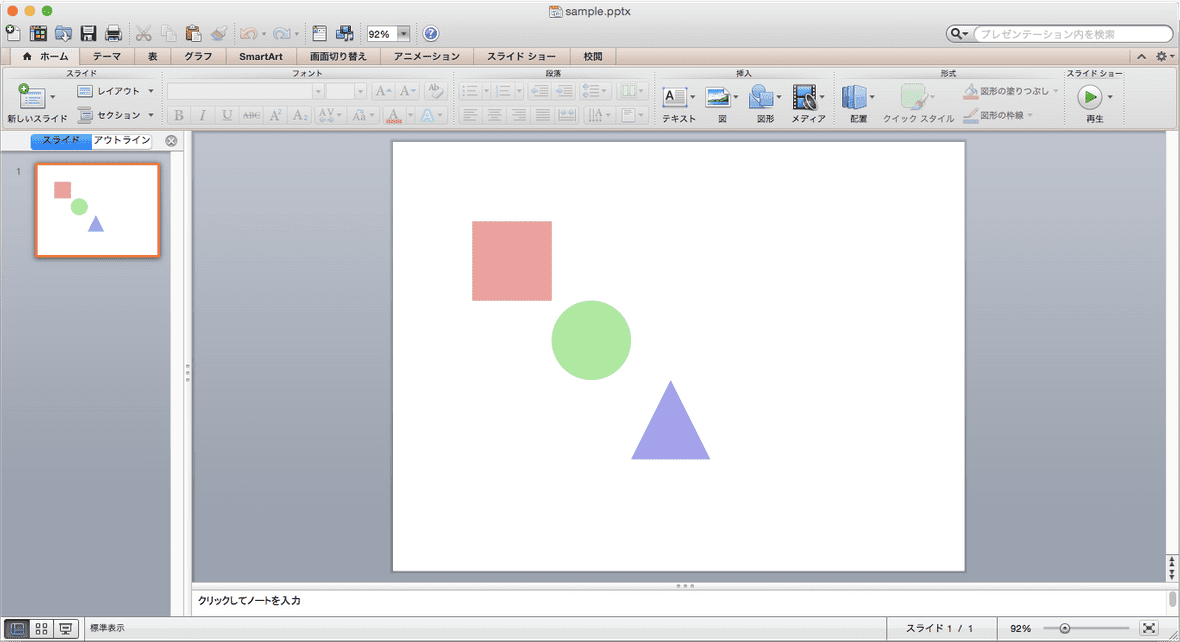 sample.pptx
92%
プレゼンテーション内を検索
ホーム テーマ 表 グラフ SmartArt 画面切り替え アニメーション スライド ショー 校閲
スライド フォント 段落 挿入 形式 スライド ショー
新しいスライド レイアウト セクション
B I U ABC A² A₂ AV Aa A A
A A Ab
テキスト 図 図形 メディア 配置 クイック スタイル 図形の塗りつぶし 図形の枠線 再生
スライド アウトライン
1
クリックしてノートを入力
標準表示 スライド 1 / 1 92%